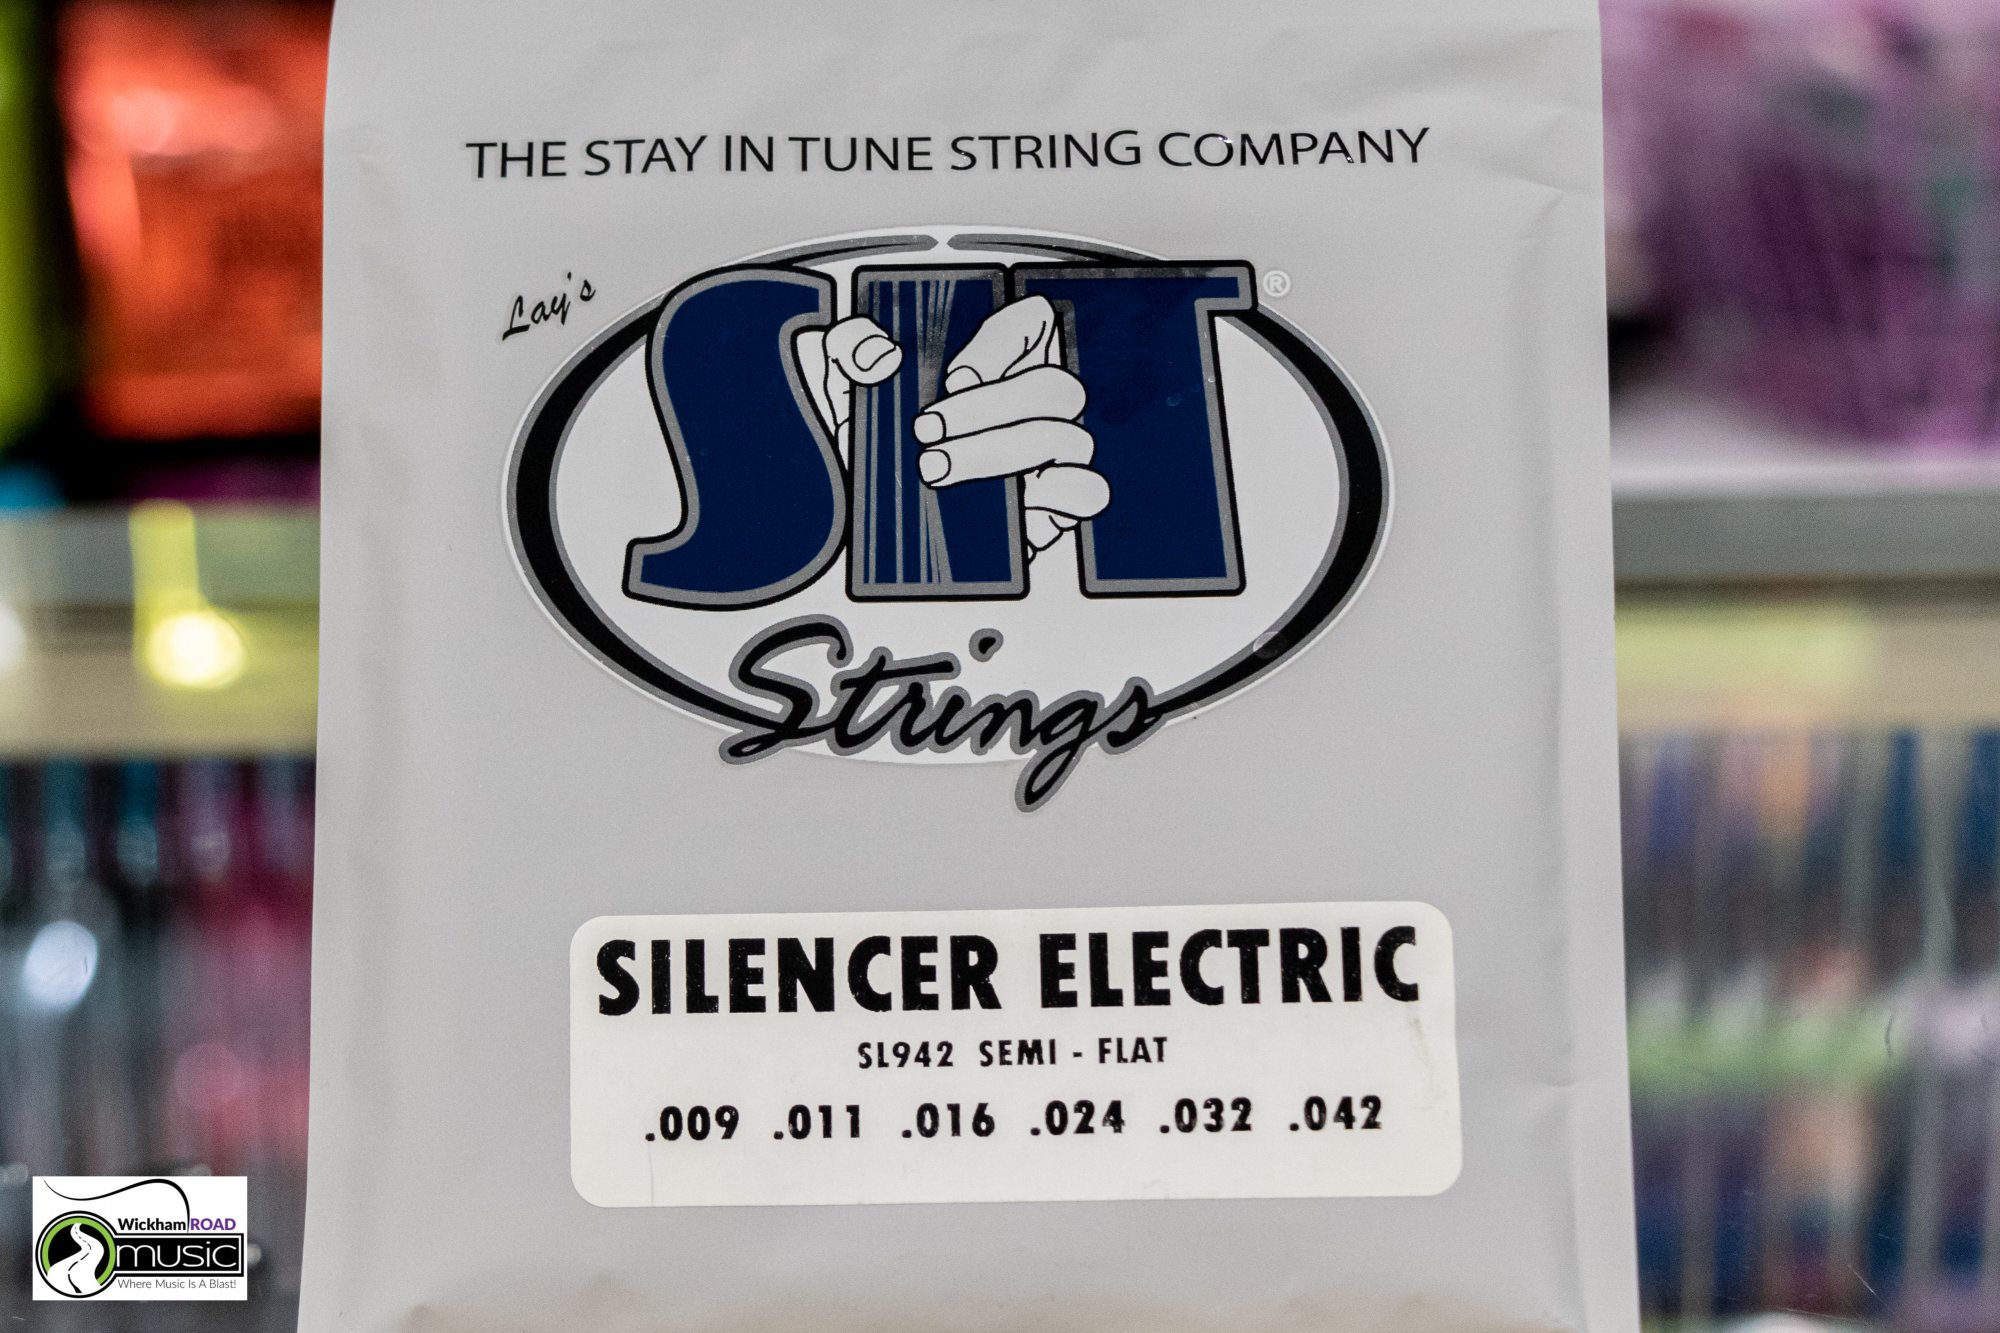 THE STAY IN TUNE STRING COMPANY
Lay's
SIT®
Strings
SILENCER ELECTRIC
SL942 SEMI - FLAT
.009 .011 .016 .024 .032 .042
Wickham ROAD
music
Where Music Is A Blast!